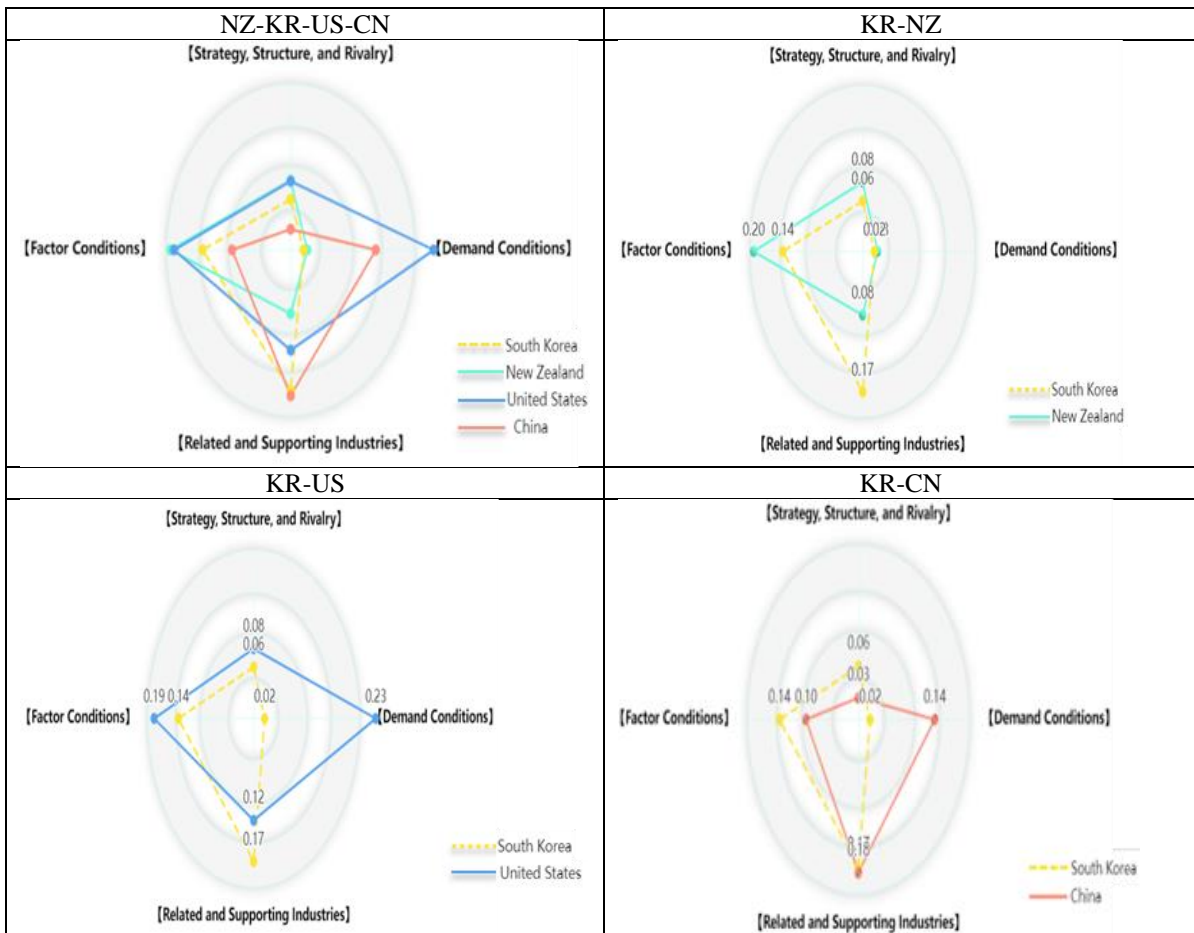 NZ-KR-US-CN
【Strategy, Structure, and Rivalry】
【Factor Conditions】
【Demand Conditions】
South Korea
New Zealand
United States
China
【Related and Supporting Industries】
KR-NZ
【Strategy, Structure, and Rivalry】
0.08
0.06
0.20
0.14
【Factor Conditions】
【Demand Conditions】
0.08
0.17
South Korea
New Zealand
【Related and Supporting Industries】
KR-US
【Strategy, Structure, and Rivalry】
0.08
0.06
0.19
0.14
0.02
0.23
【Factor Conditions】
【Demand Conditions】
0.12
0.17
South Korea
United States
【Related and Supporting Industries】
KR-CN
【Strategy, Structure, and Rivalry】
0.06
0.03
0.14
0.10
0.02
0.14
【Factor Conditions】
【Demand Conditions】
South Korea
China
【Related and Supporting Industries】